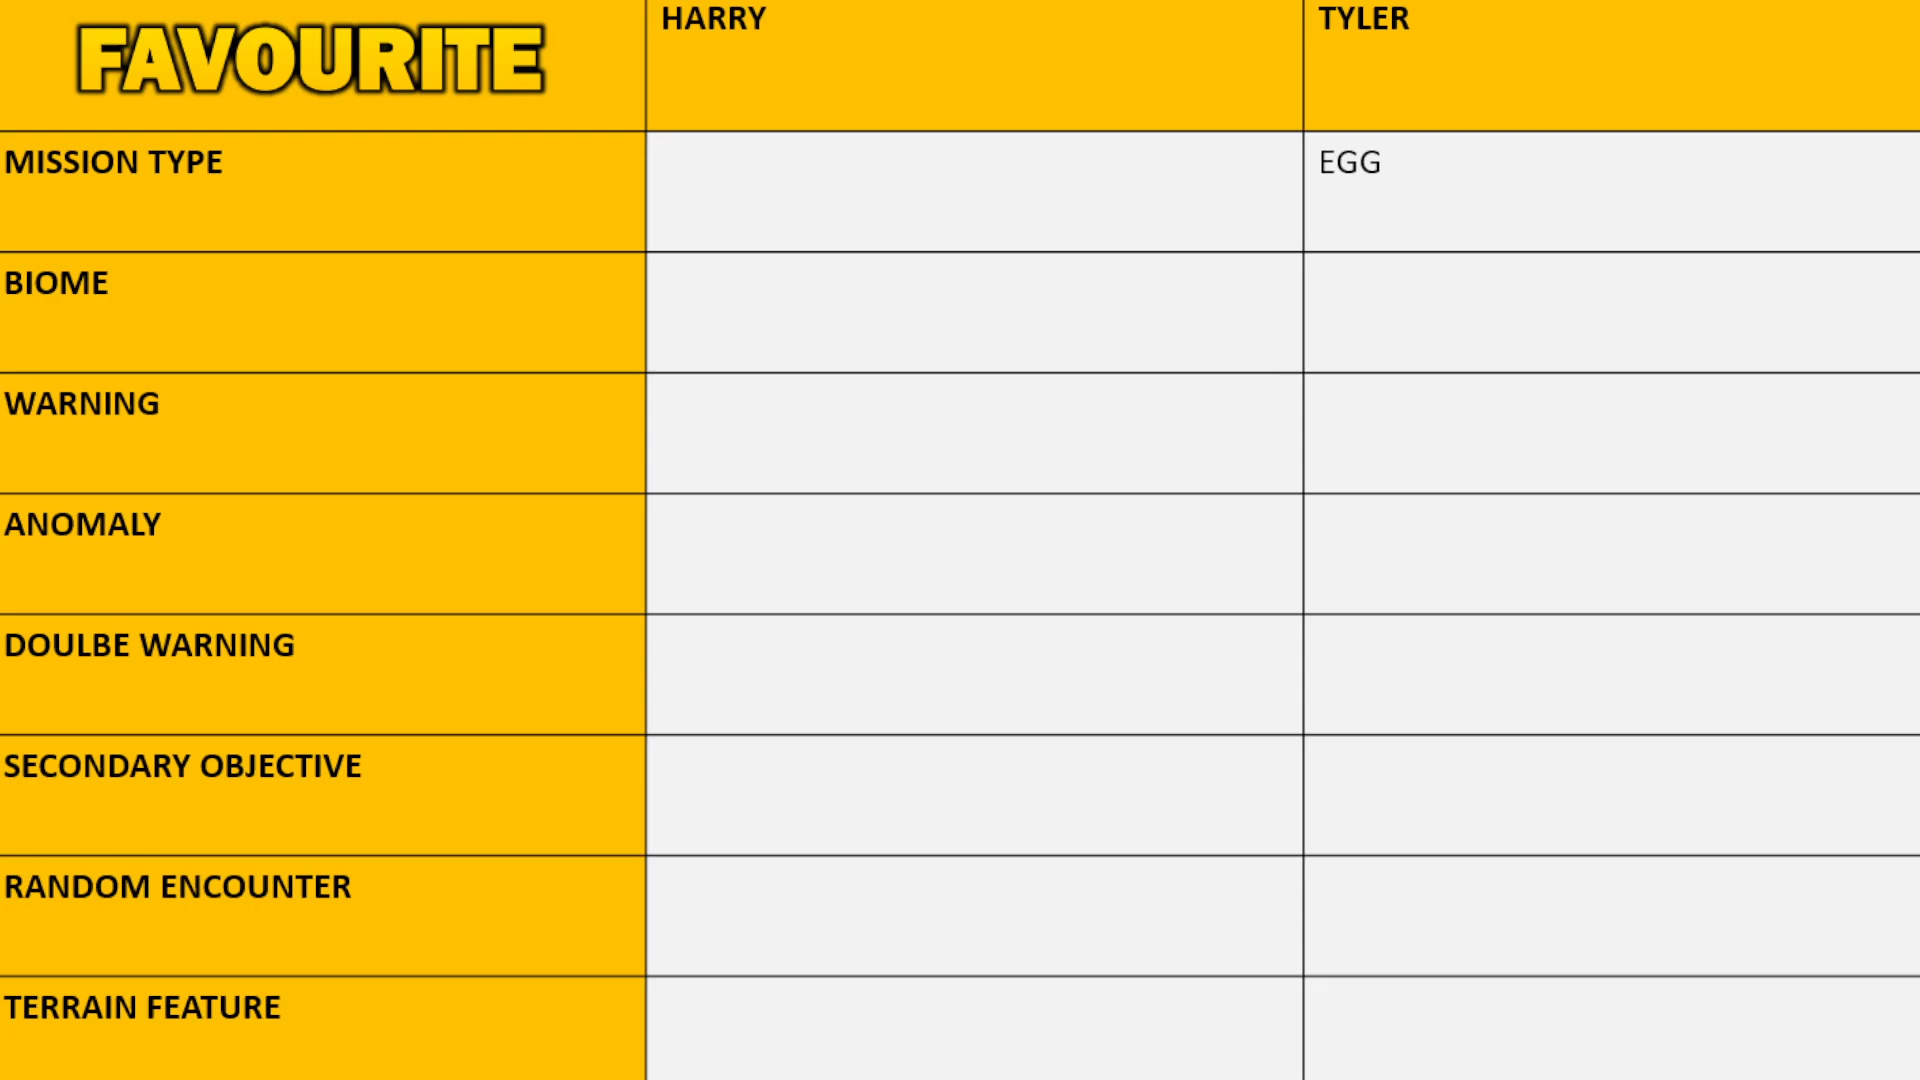 FAVOURITE
HARRY
TYLER
MISSION TYPE
EGG
BIOME
WARNING
ANOMALY
DOULBE WARNING
SECONDARY OBJECTIVE
RANDOM ENCOUNTER
TERRAIN FEATURE